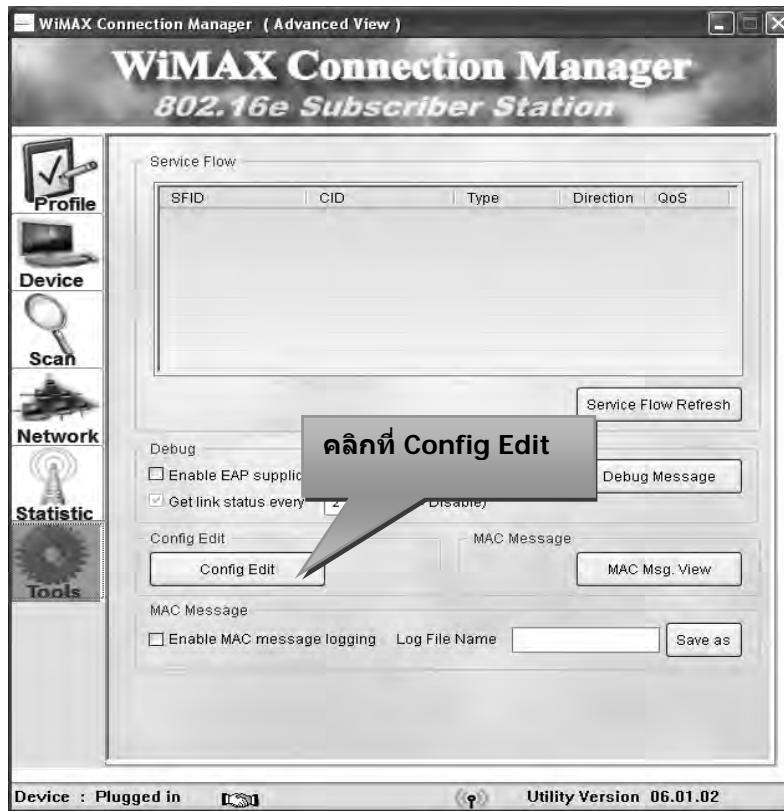 WiMAX Connection Manager ( Advanced View )
WiMAX Connection Manager
802.16e Subscriber Station
Profile
Device
Scan
Network
Statistic
Tools
Service Flow
SFID CID Type Direction QoS
Service Flow Refresh
คลิกที่ Config Edit
Debug
Enable EAP
Debug Message
Get link status every 2 Disable)
Config Edit
MAC Message
Config Edit
MAC Msg. View
MAC Message
Enable MAC message logging Log File Name Save as
Device : Plugged in Utility Version 06.01.02